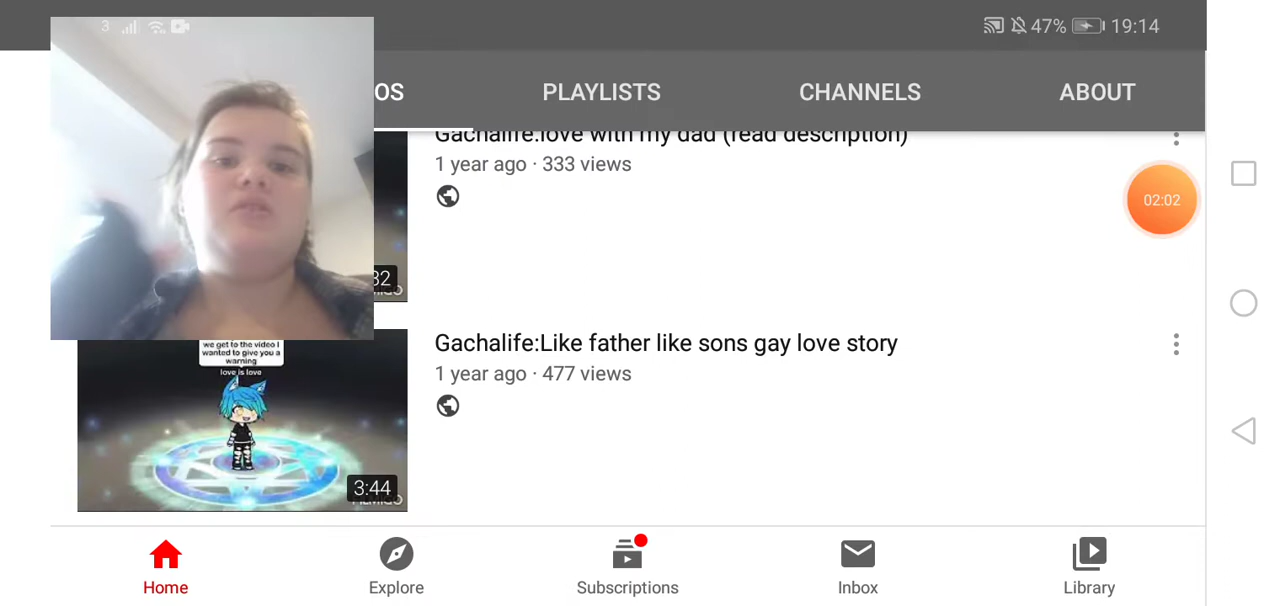 3 47% 19:14
OS PLAYLISTS CHANNELS ABOUT
Gachalife:love with my dad (read description)
1 year ago · 333 views
02:02
32
Gachalife:Like father like sons gay love story
1 year ago · 477 views
we get to the video I
wanted to give you a
warning
love is love
3:44
Home Explore Subscriptions Inbox Library